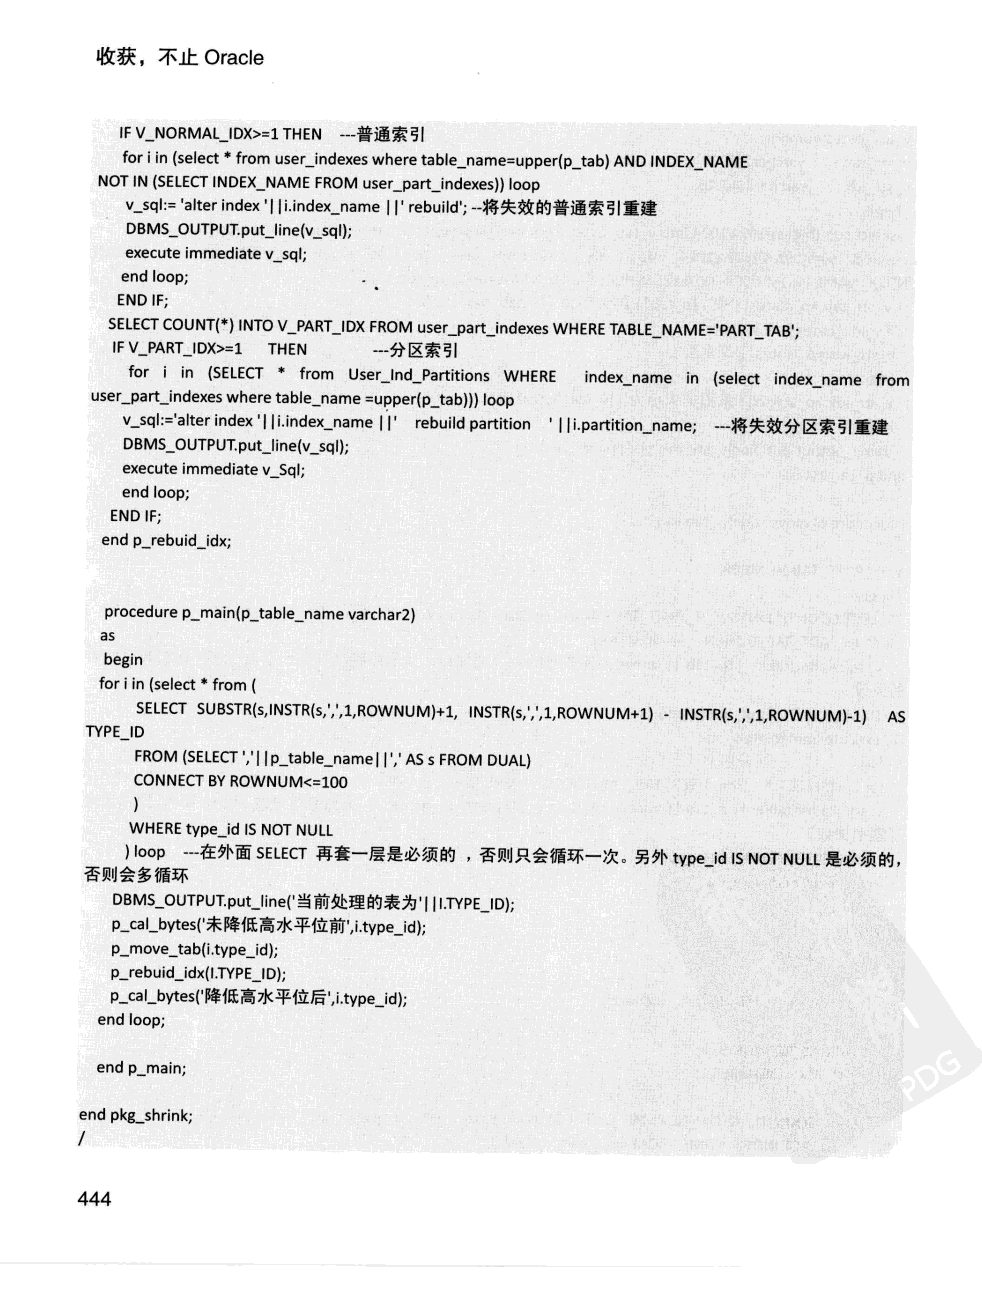 收获，不止 Oracle
IF V_NORMAL_IDX>=1 THEN ---普通索引
for i in (select * from user_indexes where table_name=upper(p_tab) AND INDEX_NAME
NOT IN (SELECT INDEX_NAME FROM user_part_indexes)) loop
v_sql:= 'alter index '||i.index_name ||' rebuild'; --将失效的普通索引重建
DBMS_OUTPUT.put_line(v_sql);
execute immediate v_sql;
end loop;
END IF;
SELECT COUNT(*) INTO V_PART_IDX FROM user_part_indexes WHERE TABLE_NAME='PART_TAB';
IF V_PART_IDX>=1 THEN ---分区索引
for i in (SELECT * from User_Ind_Partitions WHERE index_name in (select index_name from
user_part_indexes where table_name =upper(p_tab))) loop
v_sql:='alter index '||i.index_name ||' rebuild partition '||i.partition_name; ---将失效分区索引重建
DBMS_OUTPUT.put_line(v_sql);
execute immediate v_Sql;
end loop;
END IF;
end p_rebuid_idx;
procedure p_main(p_table_name varchar2)
as
begin
for i in (select * from (
SELECT SUBSTR(s,INSTR(s,',',1,ROWNUM)+1, INSTR(s,',',1,ROWNUM+1) - INSTR(s,',',1,ROWNUM)-1) AS
TYPE_ID
FROM (SELECT ','||p_table_name||',' AS s FROM DUAL)
CONNECT BY ROWNUM<=100
)
WHERE type_id IS NOT NULL
) loop ---在外面 SELECT 再套一层是必须的，否则只会循环一次。另外 type_id IS NOT NULL 是必须的，
否则会多循环
DBMS_OUTPUT.put_line('当前处理的表为'||I.TYPE_ID);
p_cal_bytes('未降低高水平位前',i.type_id);
p_move_tab(i.type_id);
p_rebuid_idx(I.TYPE_ID);
p_cal_bytes('降低高水平位后',i.type_id);
end loop;
end p_main;
end pkg_shrink;
/
PDG
444